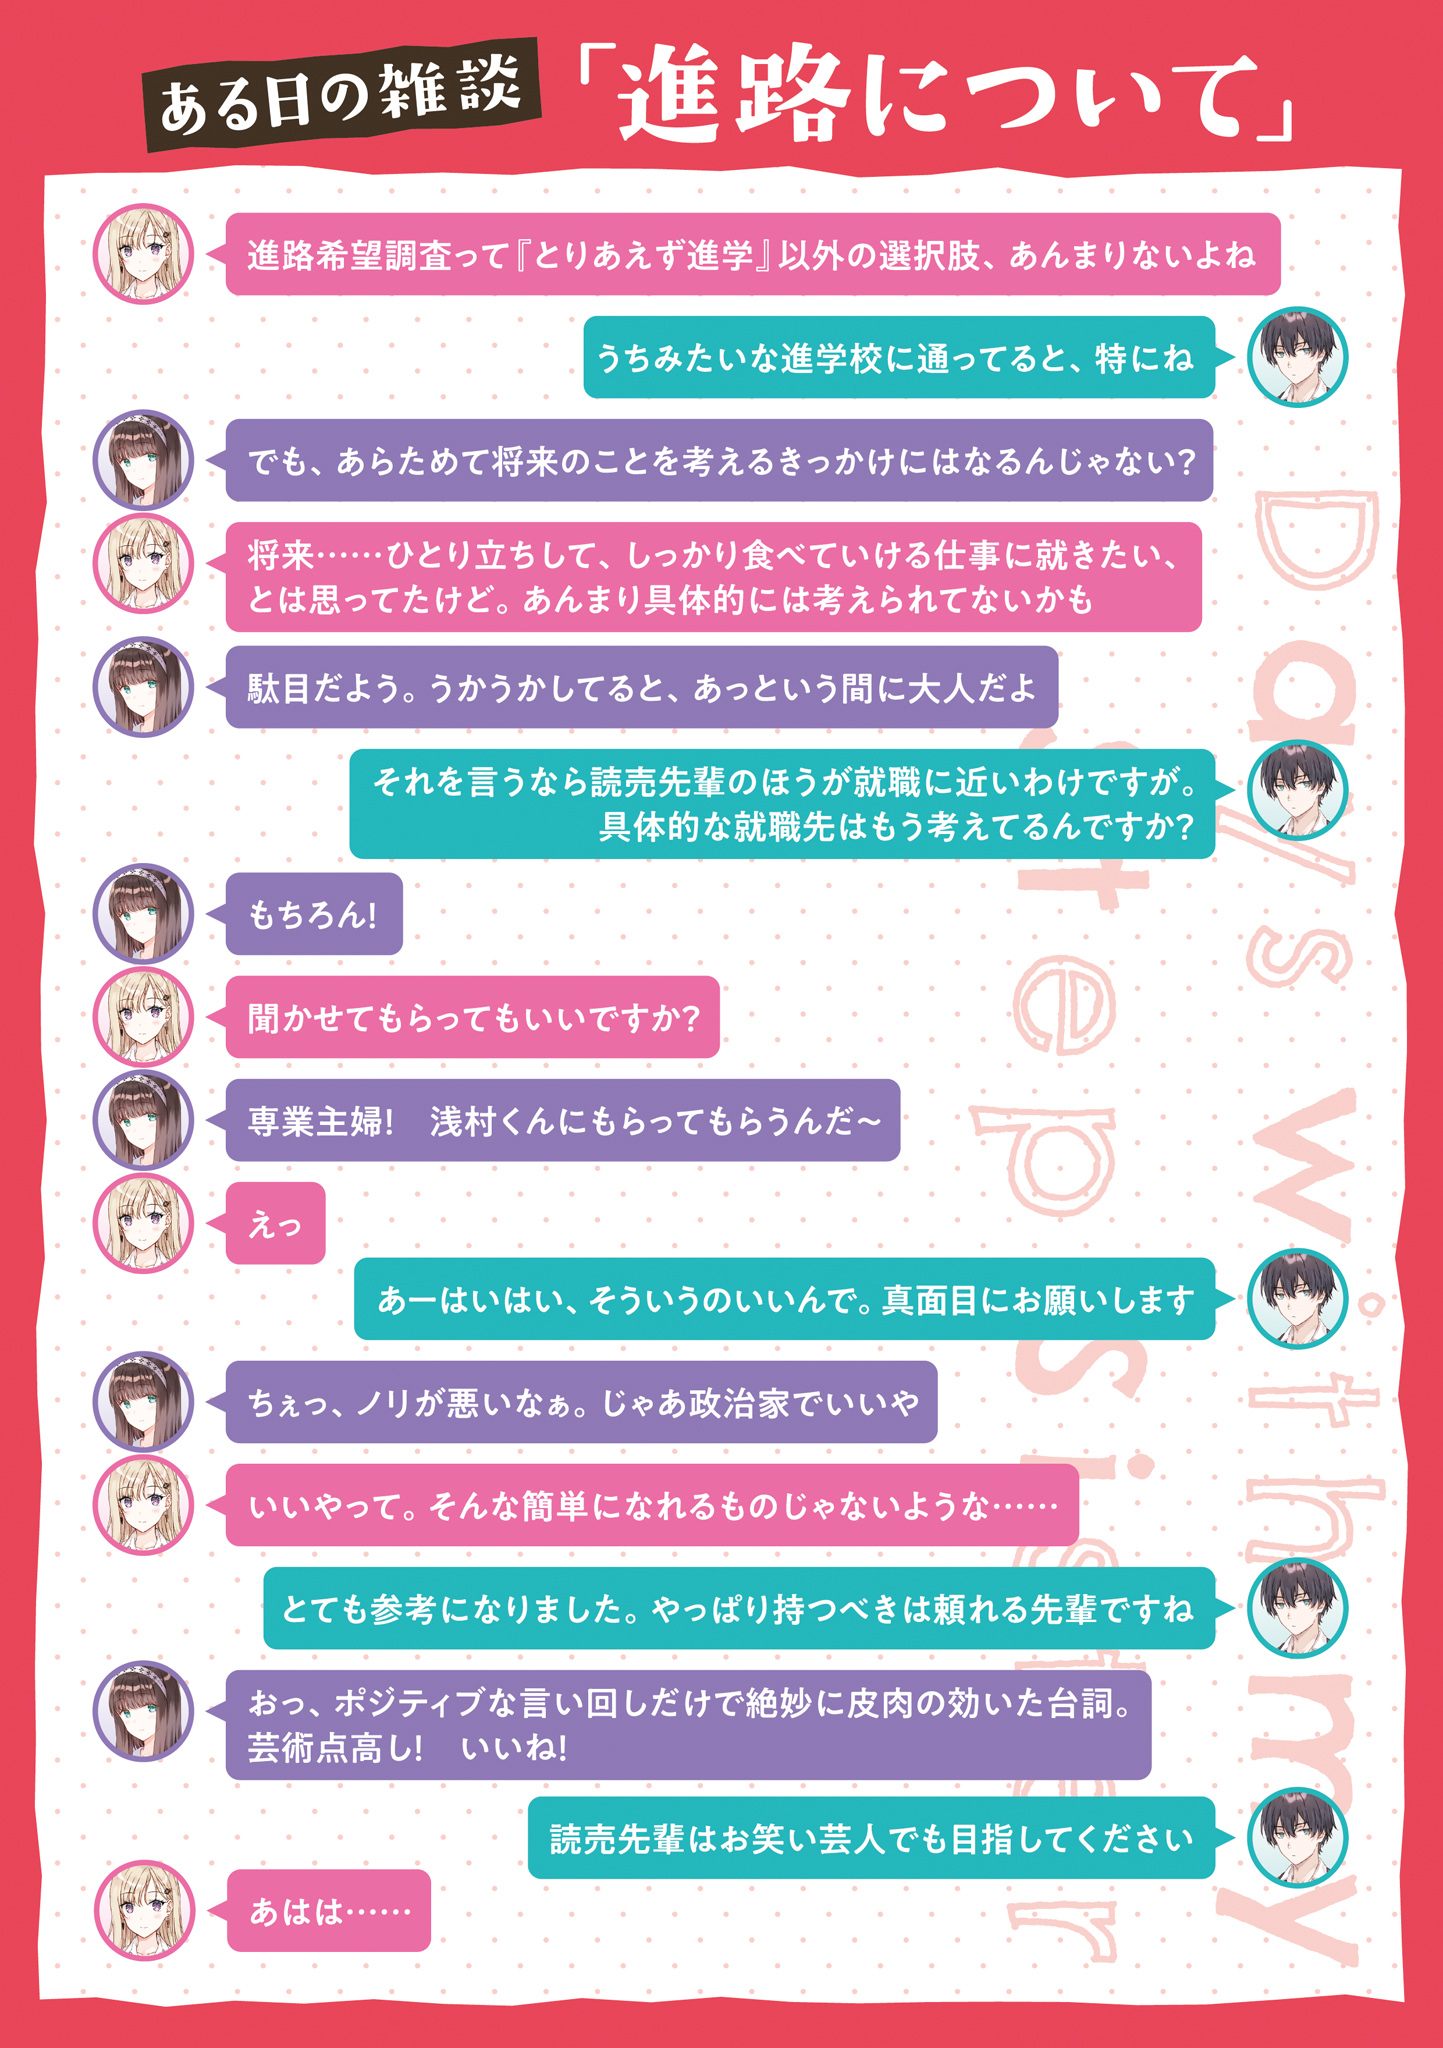 ある日の雑談「進路について」
進路希望調査って『とりあえず進学』以外の選択肢、あんまりないよね
うちみたいな進学校に通ってると、特にね
でも、あらためて将来のことを考えるきっかけにはなるんじゃない?
将来……ひとり立ちして、しっかり食べていける仕事に就きたい、
とは思ってたけど。あんまり具体的には考えられてないかも
駄目だよう。うかうかしてると、あっという間に大人だよ
それを言うなら読売先輩のほうが就職に近いわけですが。
具体的な就職先はもう考えてるんですか?
もちろん!
聞かせてもらってもいいですか?
専業主婦!　浅村くんにもらってもらうんだ〜
えっ
あーはいはい、そういうのいいんで。真面目にお願いします
ちぇっ、ノリが悪いなぁ。じゃあ政治家でいいや
いいやって。そんな簡単になれるものじゃないような……
とても参考になりました。やっぱり持つべきは頼れる先輩ですね
おっ、ポジティブな言い回しだけで絶妙に皮肉の効いた台詞。
芸術点高し!　いいね!
読売先輩はお笑い芸人でも目指してください
あはは……
Days with my
step sister